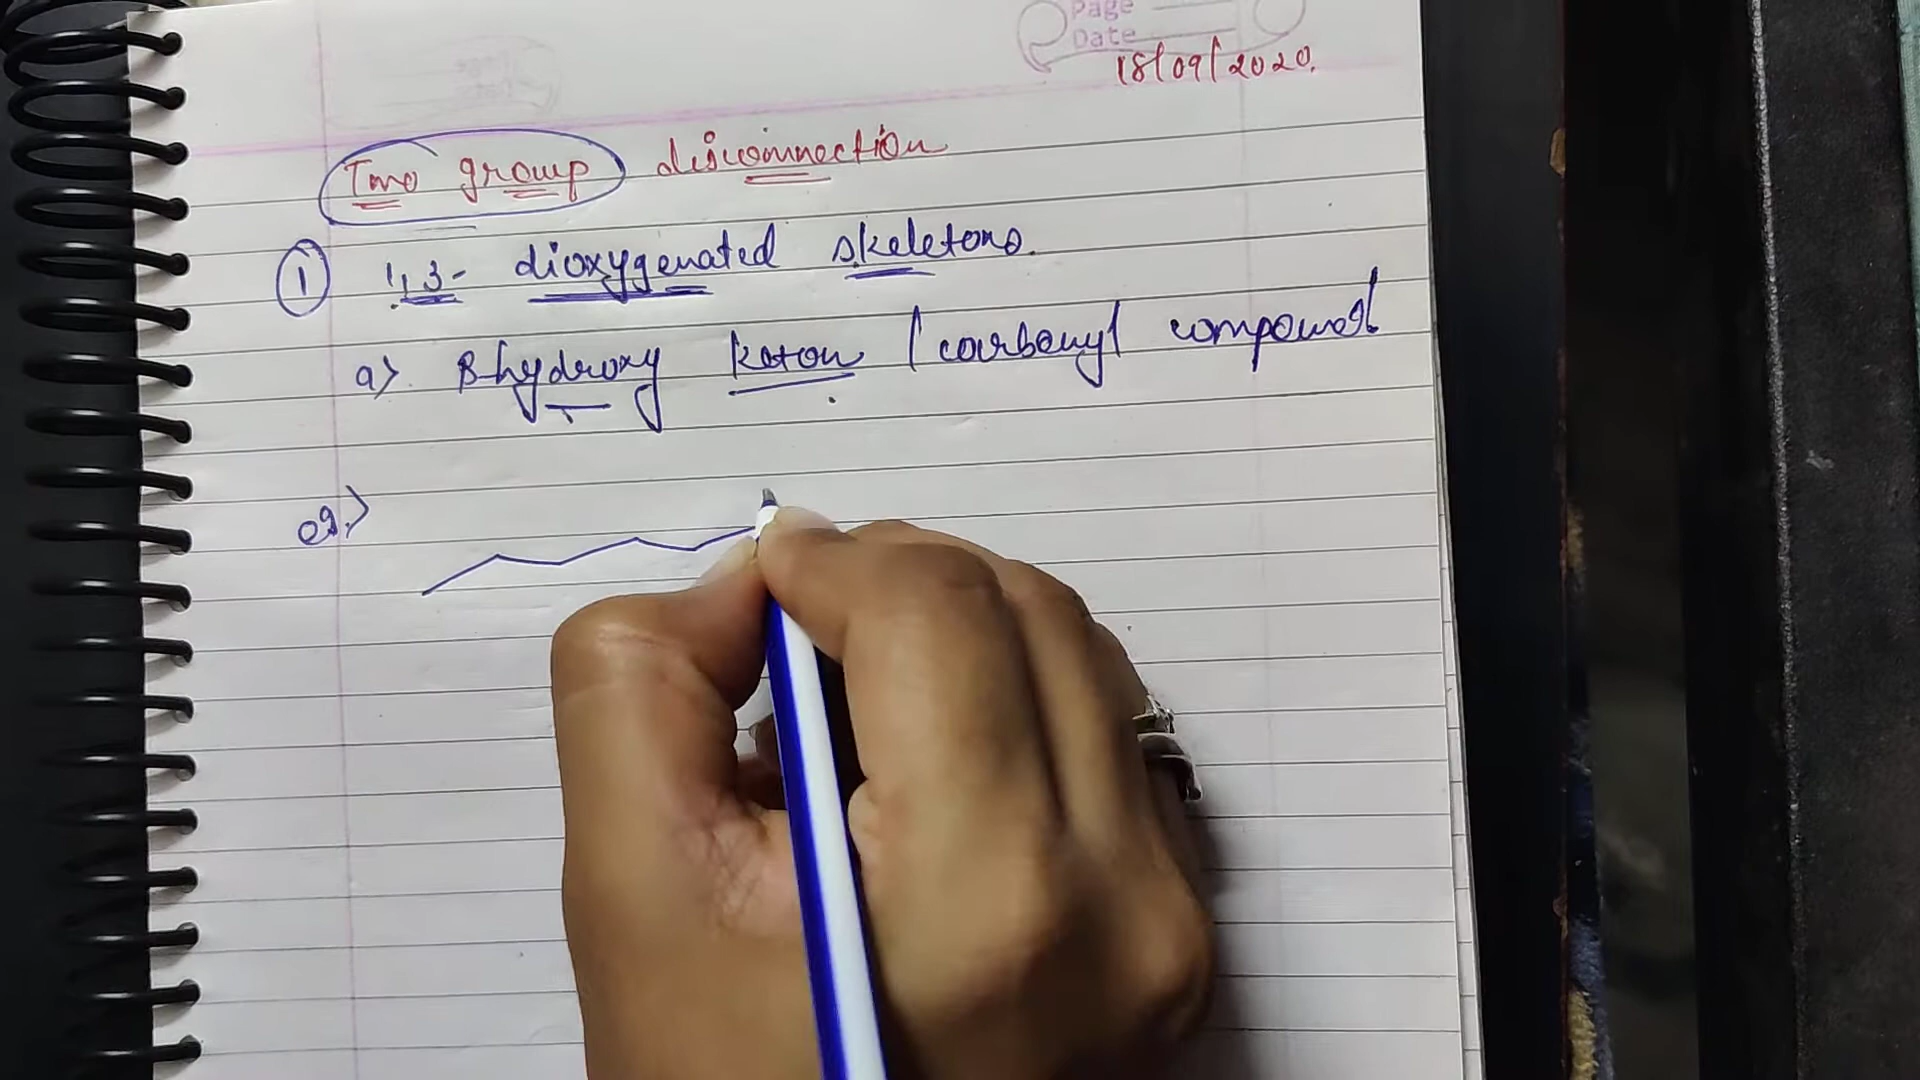 Page
Date
18/09/2020.
Two group disconnection
① 1,3- dioxygenated skeletons.
a> β hydroxy keton / carbonyl compound
eg.>